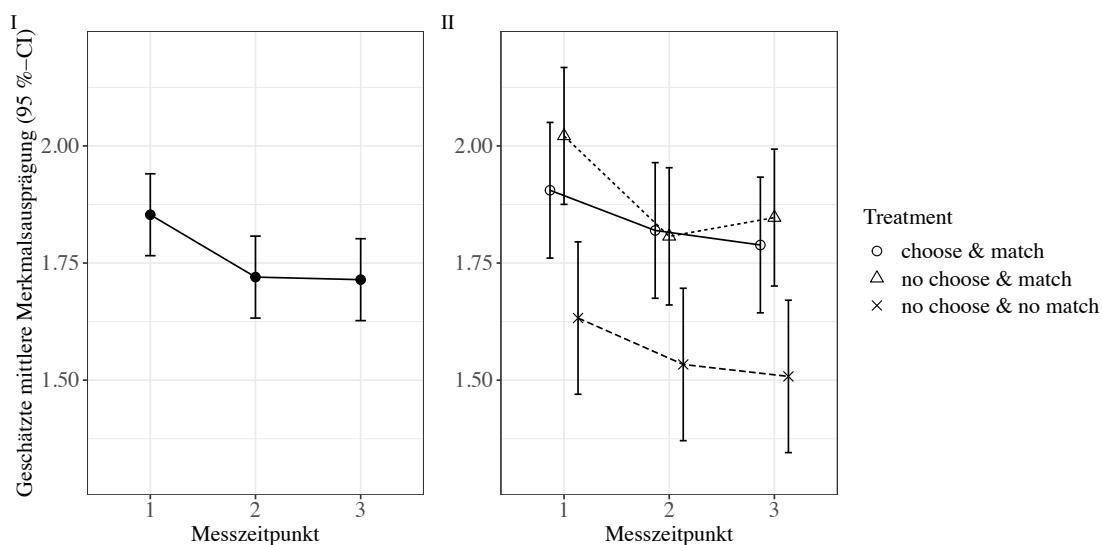 I
II
Geschätzte mittlere Merkmalsausprägung (95 %−CI)
2.00
1.75
1.50
1
2
3
Messzeitpunkt
2.00
1.75
1.50
1
2
3
Messzeitpunkt
Treatment
choose & match
no choose & match
no choose & no match